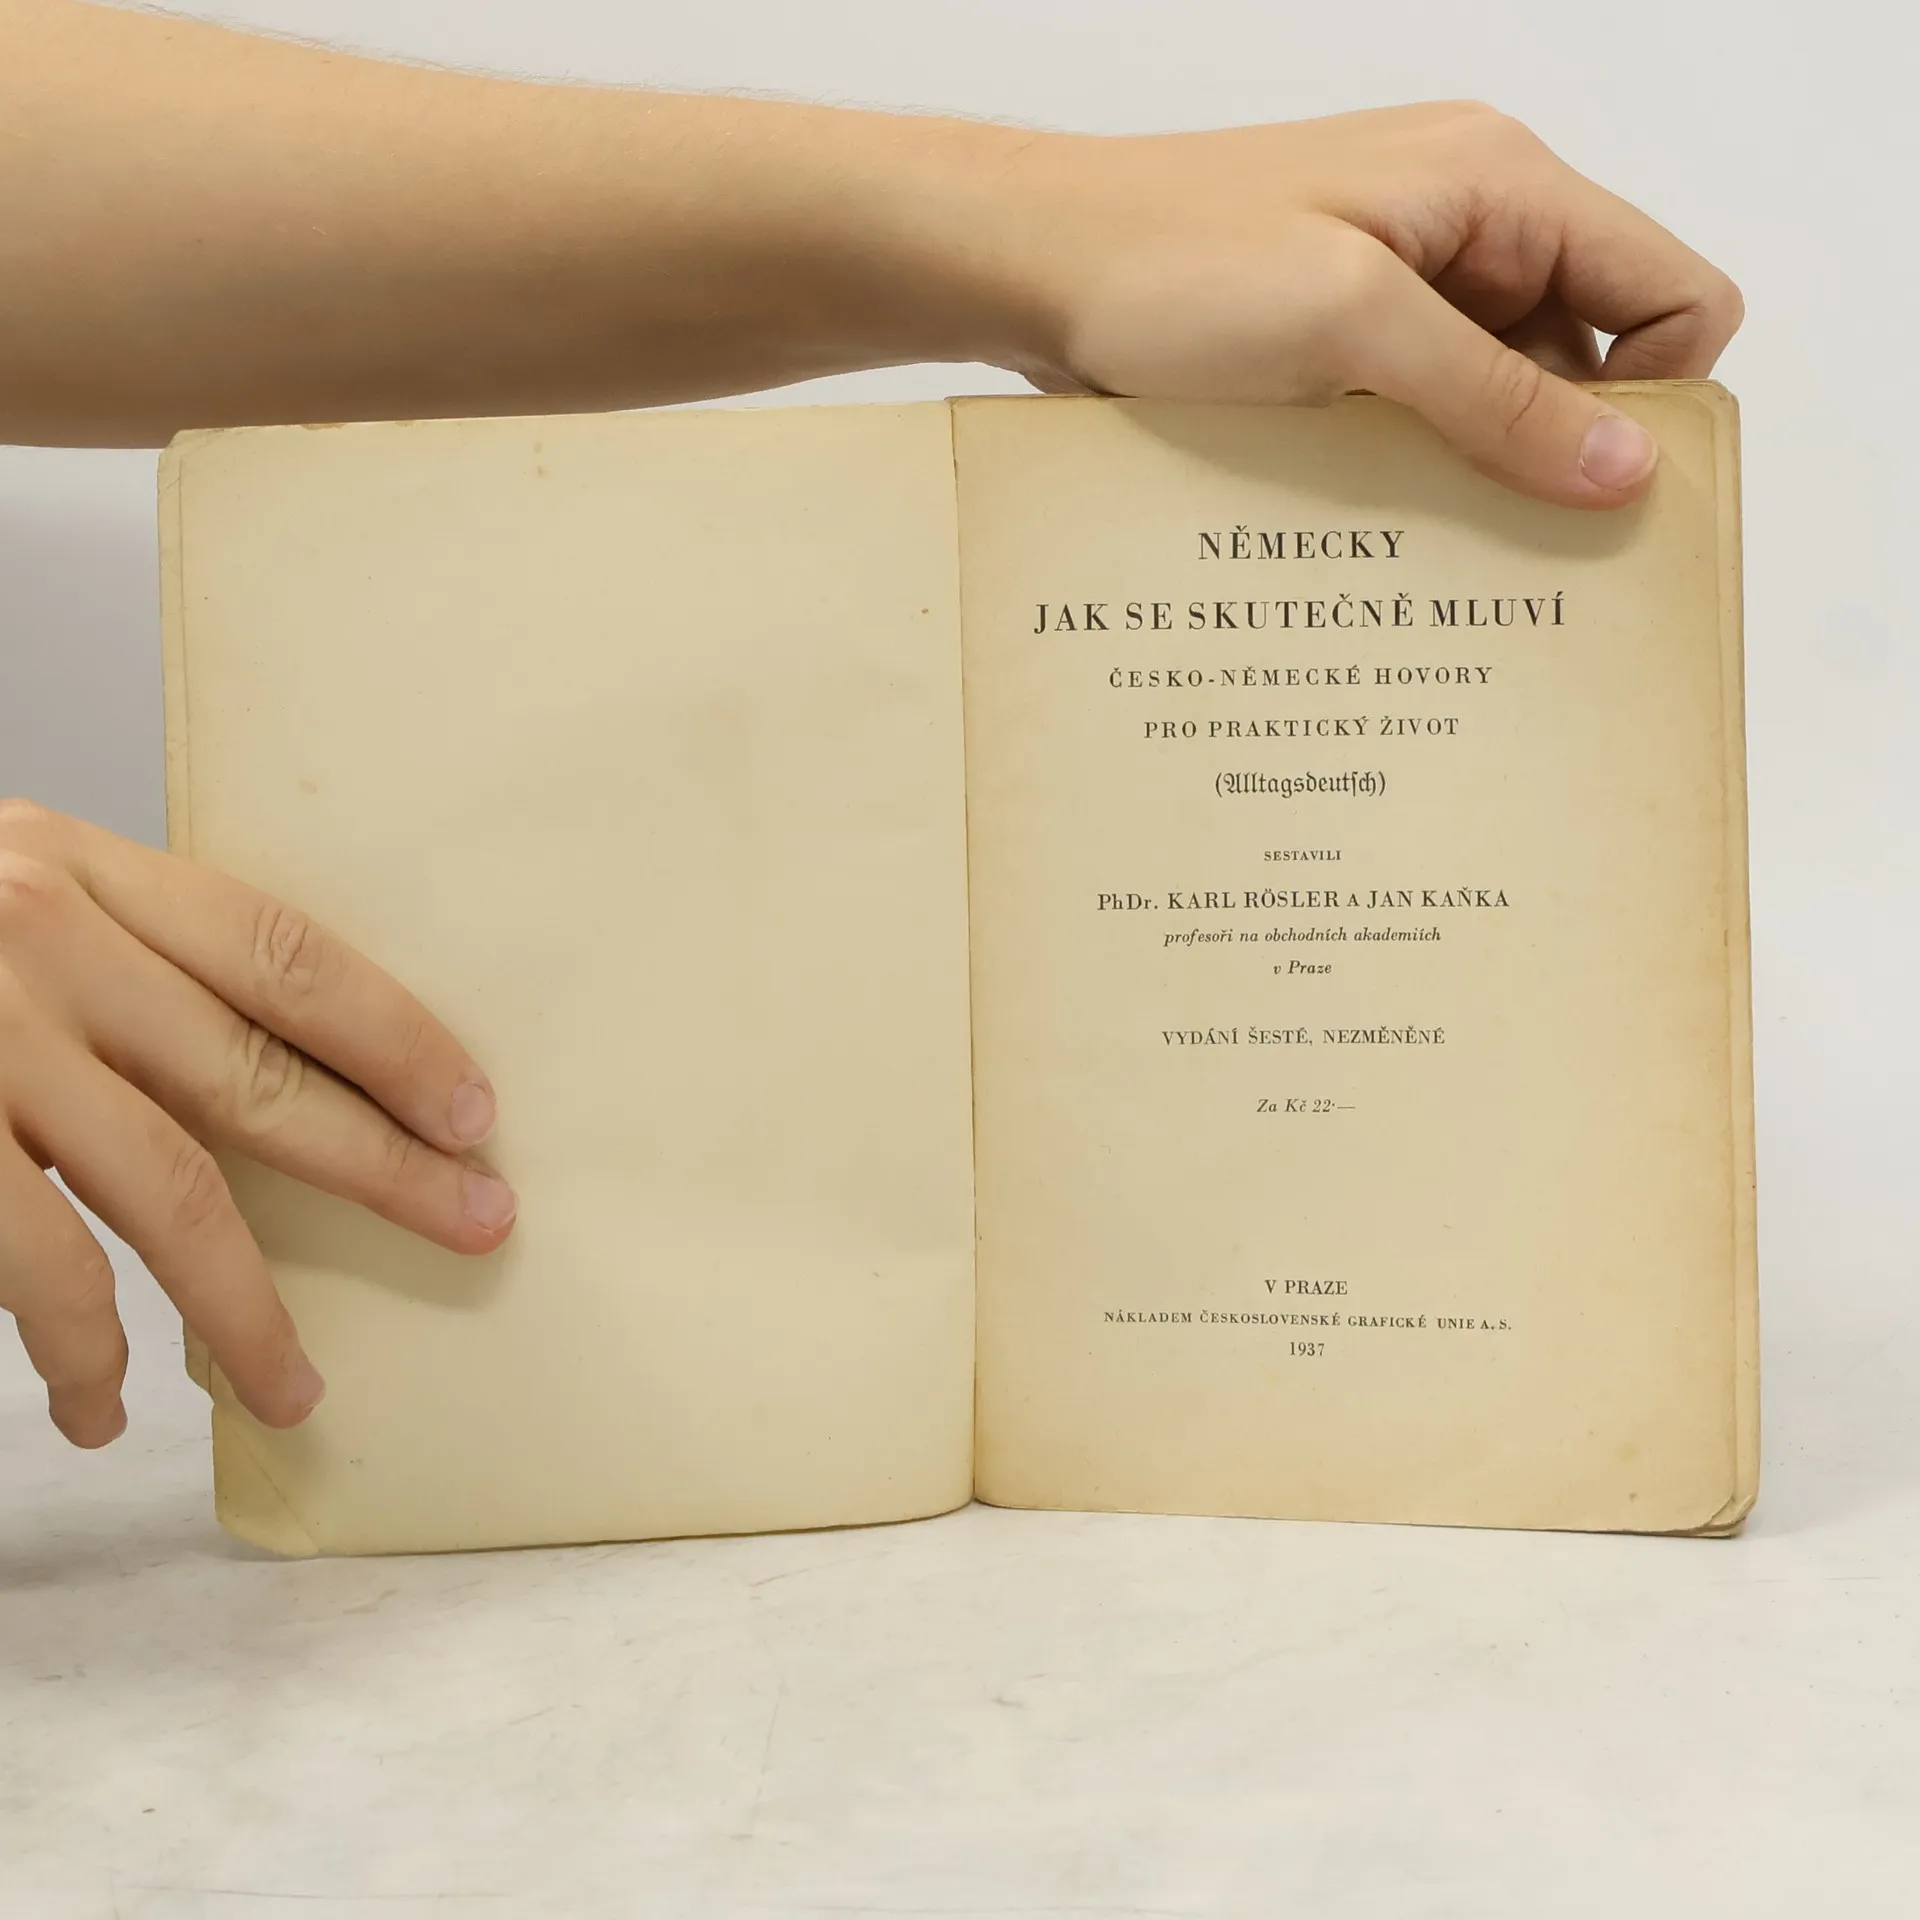 NĚMECKY
JAK SE SKUTEČNĚ MLUVÍ
ČESKO-NĚMECKÉ HOVORY
PRO PRAKTICKÝ ŽIVOT
(Alltagsdeutſch)
SESTAVILI
PhDr. KARL RÖSLER A JAN KAŇKA
profesoři na obchodních akademiích
v Praze
VYDÁNÍ ŠESTÉ, NEZMĚNĚNÉ
Za Kč 22·—
V PRAZE
NÁKLADEM ČESKOSLOVENSKÉ GRAFICKÉ UNIE A. S.
1937